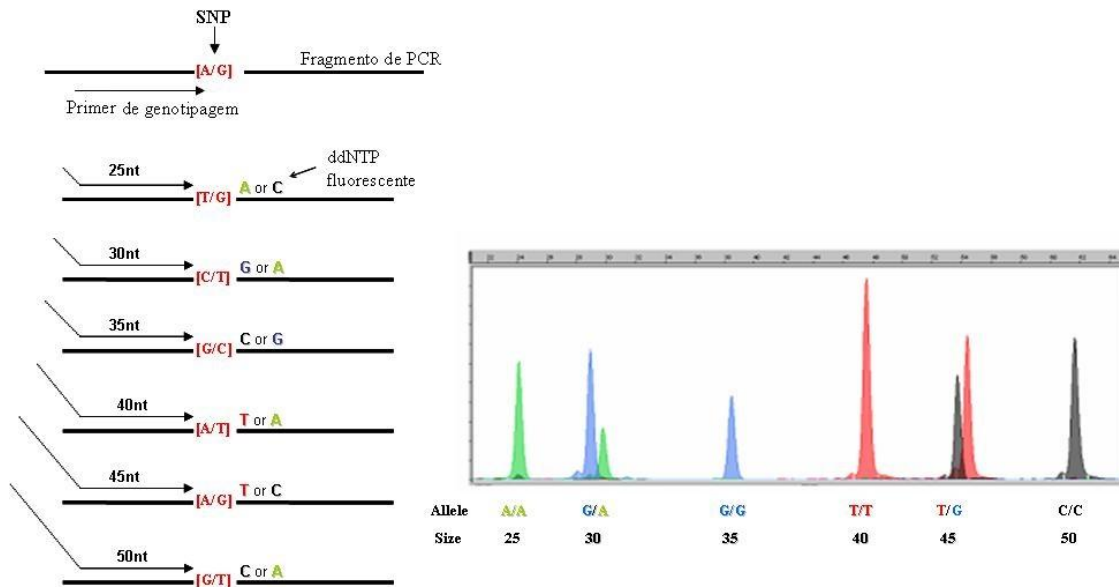 SNP
[A/G]
Fragmento de PCR
Primer de genotipagem
ddNTP
fluorescente
25nt
[T/G] A or C
30nt
[C/T] G or A
35nt
[G/C] C or G
40nt
[A/T] T or A
45nt
[A/G] T or C
50nt
[G/T] C or A
Allele A/A G/A G/G T/T T/G C/C
Size 25 30 35 40 45 50